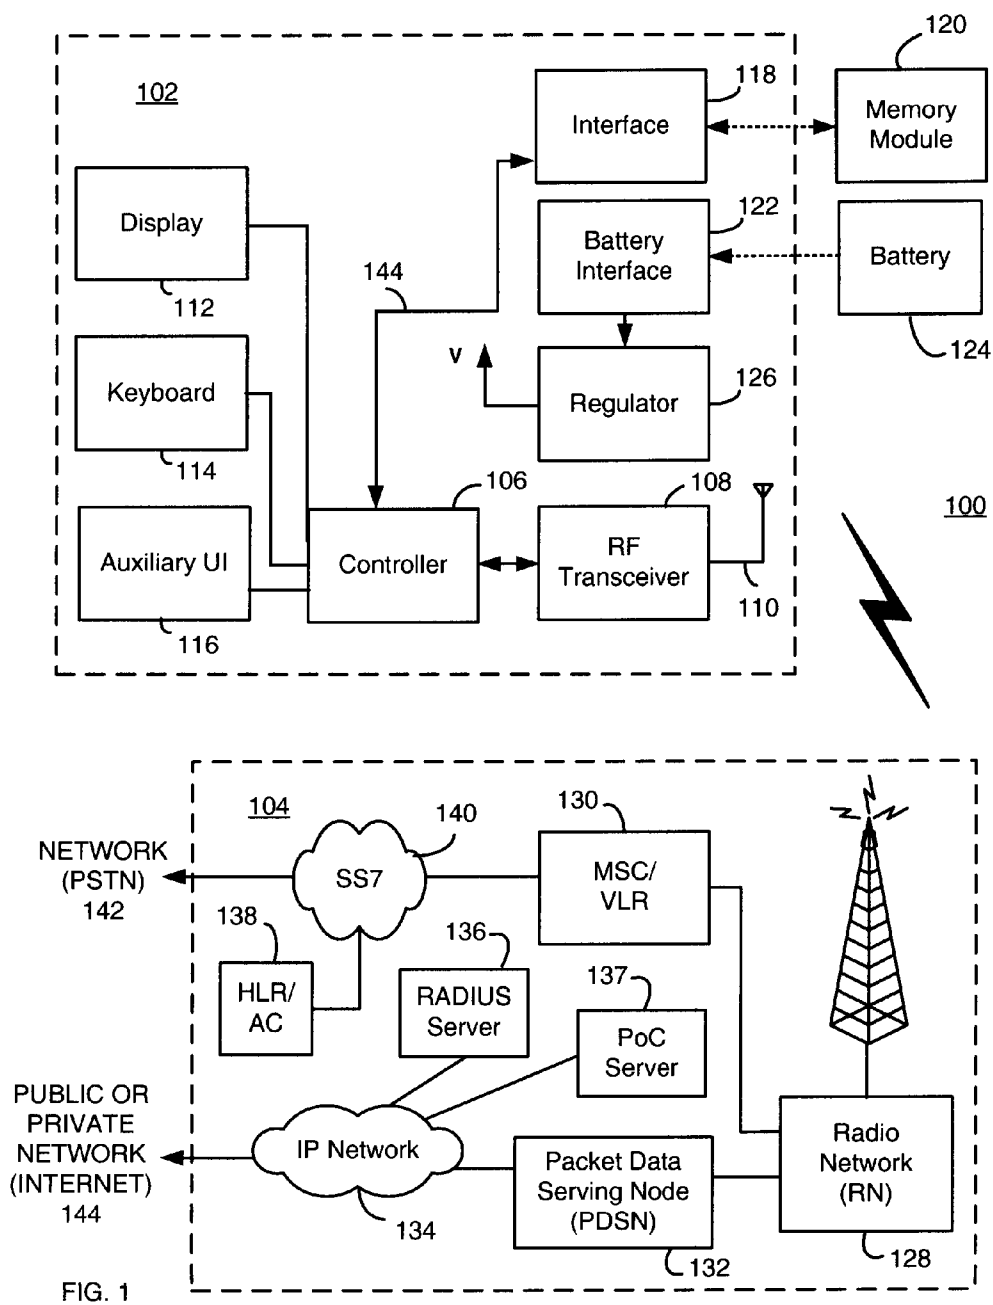 120
102
118
Interface
Memory
Module
Display
122
Battery
Interface
Battery
112
144
124
V
126
Keyboard
Regulator
114
106
108
100
Auxiliary UI
Controller
RF
Transceiver
110
116
104
140
130
NETWORK
(PSTN)
142
SS7
MSC/
VLR
138
136
HLR/
AC
RADIUS
Server
137
PoC
Server
PUBLIC OR
PRIVATE
NETWORK
(INTERNET)
144
IP Network
Packet Data
Serving Node
(PDSN)
Radio
Network
(RN)
134
132
128
FIG. 1